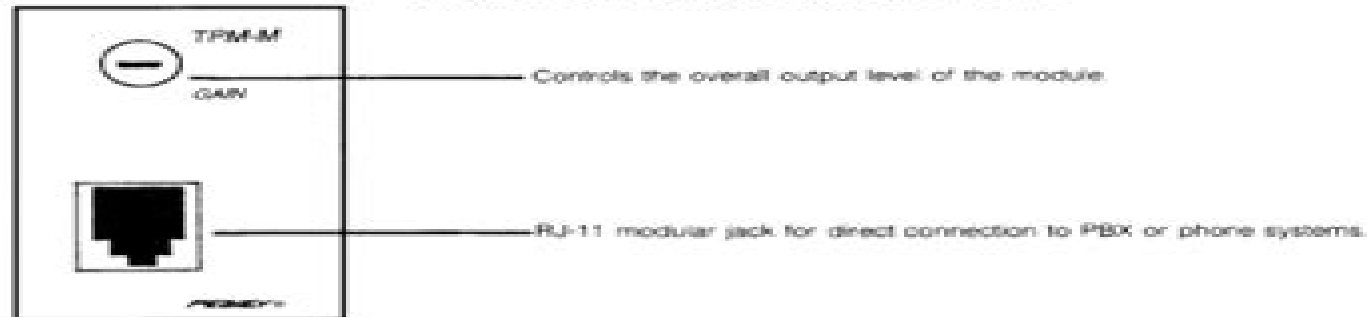 TPM-M
Controls the overall output level of the module.
GAIN
RJ-11 modular jack for direct connection to PBX or phone systems.